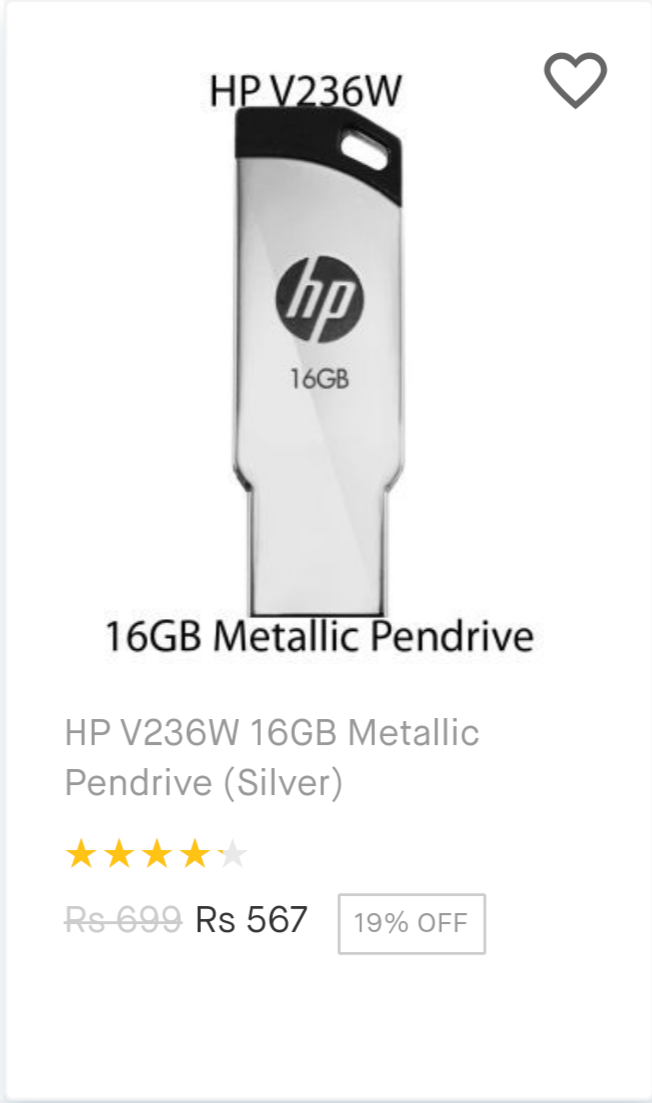 HP V236W
hp
16GB
16GB Metallic Pendrive
HP V236W 16GB Metallic
Pendrive (Silver)
Rs 699 Rs 567 19% OFF